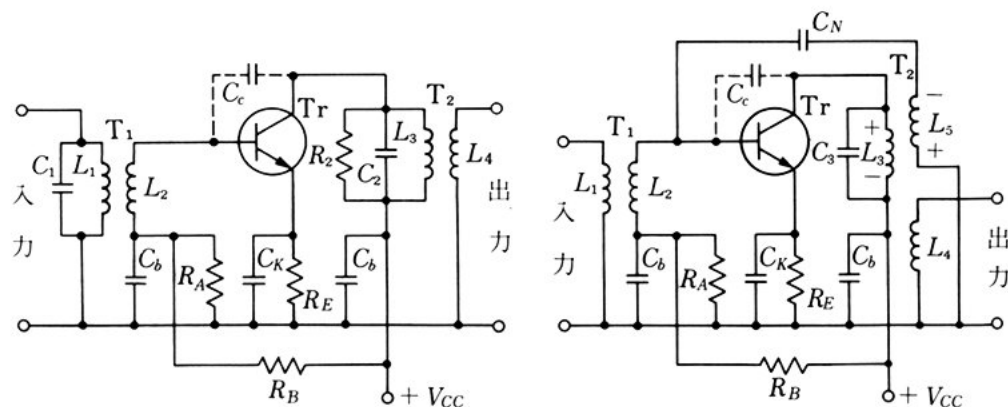 C_c
Tr
T_1
T_2
C_1
L_1
L_2
R_2
C_2
L_3
L_4
入力
出力
C_b
R_A
C_K
R_E
C_b
R_B
+ V_CC
C_N
C_c
Tr
T_1
T_2
L_1
L_2
C_3
+
L_3
−
−
L_5
+
L_4
入力
出力
C_b
R_A
C_K
R_E
C_b
R_B
+ V_CC